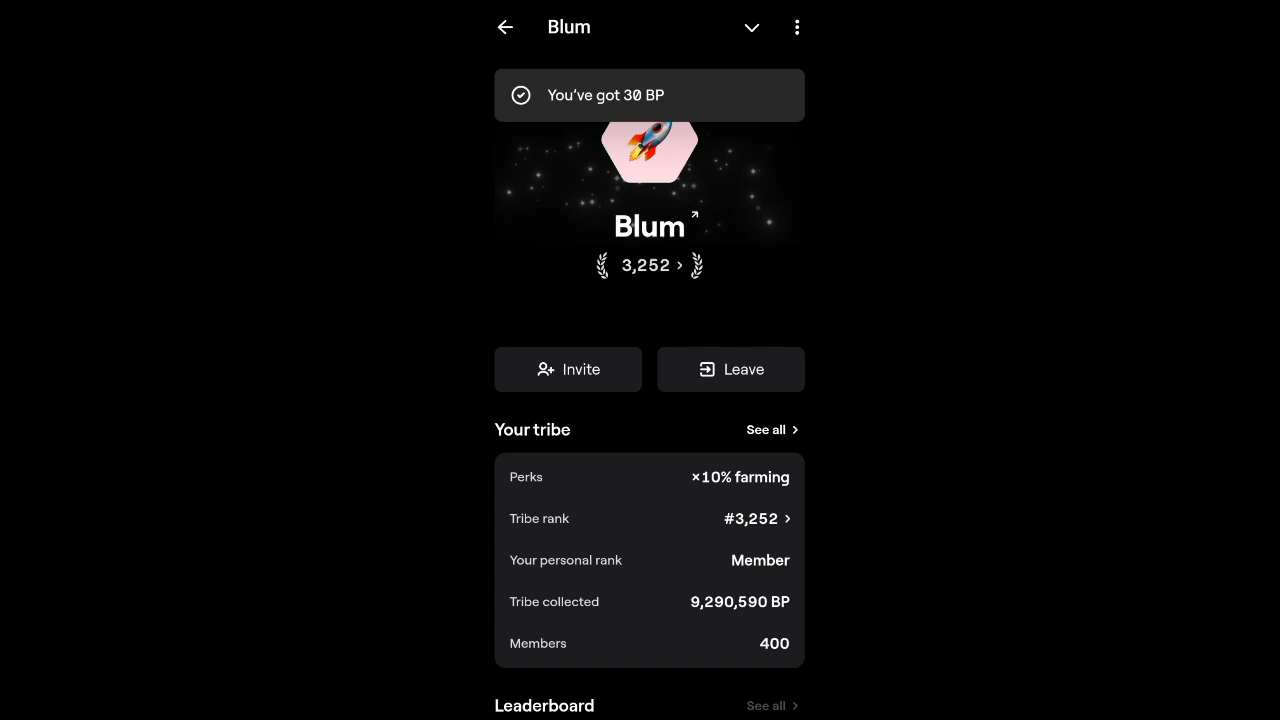 Blum
You've got 30 BP
Blum
3,252
Invite
Leave
Your tribe
See all
Perks
×10% farming
Tribe rank
#3,252
Your personal rank
Member
Tribe collected
9,290,590 BP
Members
400
Leaderboard
See all